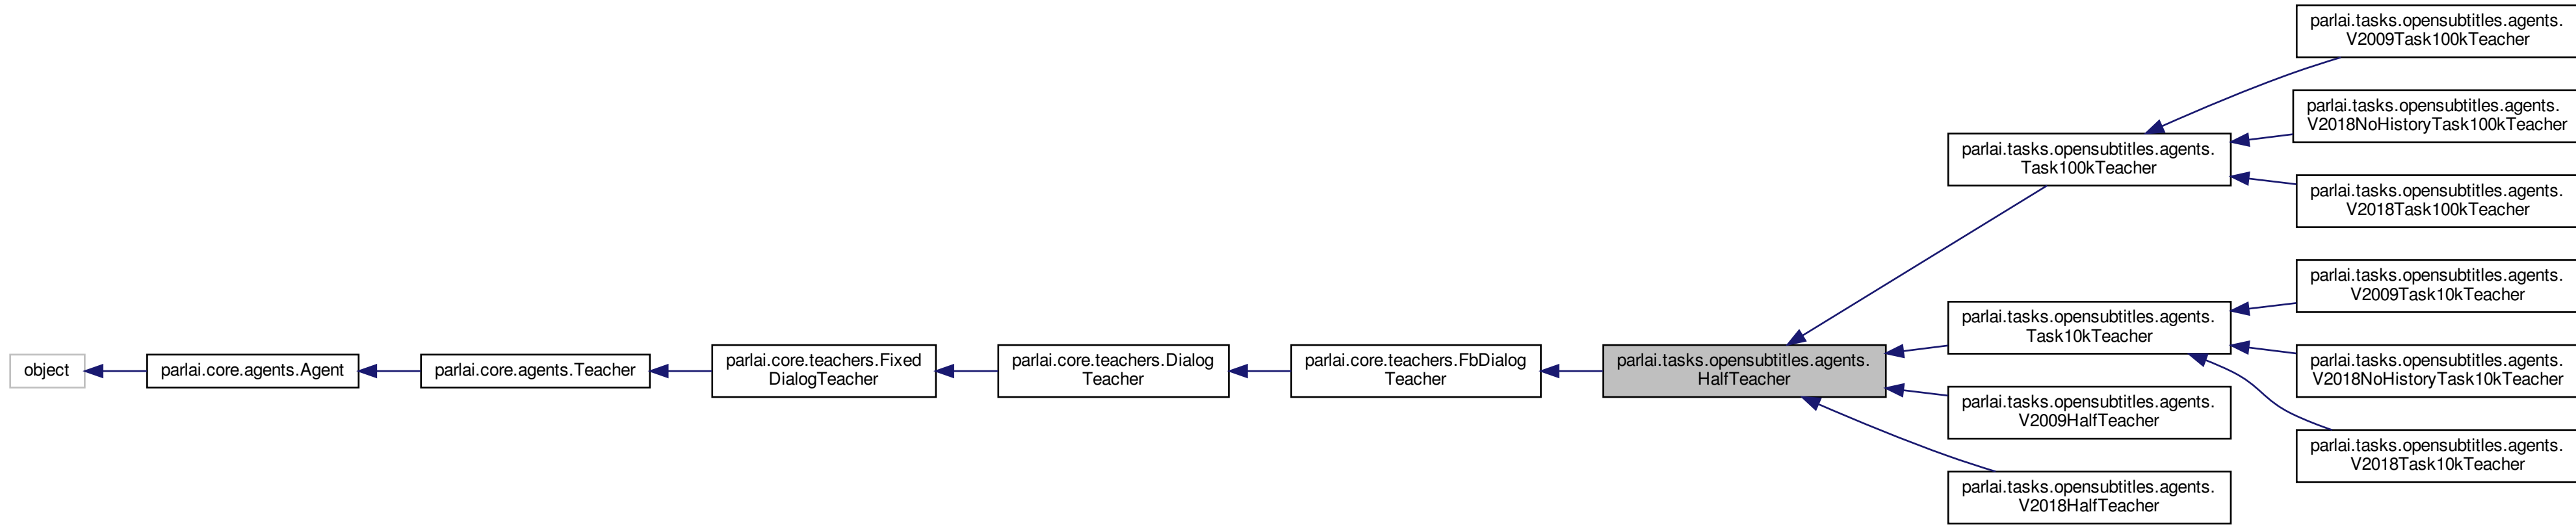 object
parlai.core.agents.Agent
parlai.core.agents.Teacher
parlai.core.teachers.Fixed
DialogTeacher
parlai.core.teachers.Dialog
Teacher
parlai.core.teachers.FbDialog
Teacher
parlai.tasks.opensubtitles.agents.
HalfTeacher
parlai.tasks.opensubtitles.agents.
Task100kTeacher
parlai.tasks.opensubtitles.agents.
Task10kTeacher
parlai.tasks.opensubtitles.agents.
V2009HalfTeacher
parlai.tasks.opensubtitles.agents.
V2018HalfTeacher
parlai.tasks.opensubtitles.agents.
V2009Task100kTeacher
parlai.tasks.opensubtitles.agents.
V2018NoHistoryTask100kTeacher
parlai.tasks.opensubtitles.agents.
V2018Task100kTeacher
parlai.tasks.opensubtitles.agents.
V2009Task10kTeacher
parlai.tasks.opensubtitles.agents.
V2018NoHistoryTask10kTeacher
parlai.tasks.opensubtitles.agents.
V2018Task10kTeacher